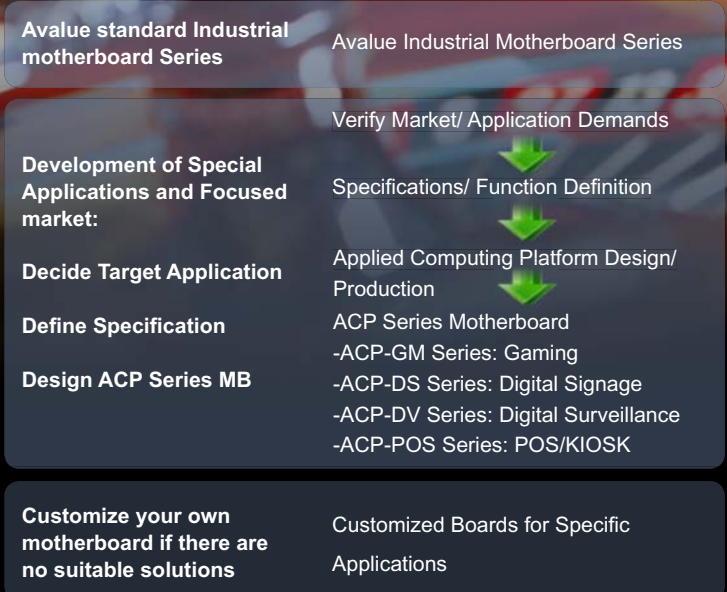 Avalue standard Industrial
motherboard Series
Avalue Industrial Motherboard Series
Development of Special
Applications and Focused
market:
Decide Target Application
Define Specification
Design ACP Series MB
Verify Market/ Application Demands
Specifications/ Function Definition
Applied Computing Platform Design/
Production
ACP Series Motherboard
-ACP-GM Series: Gaming
-ACP-DS Series: Digital Signage
-ACP-DV Series: Digital Surveillance
-ACP-POS Series: POS/KIOSK
Customize your own
motherboard if there are
no suitable solutions
Customized Boards for Specific
Applications